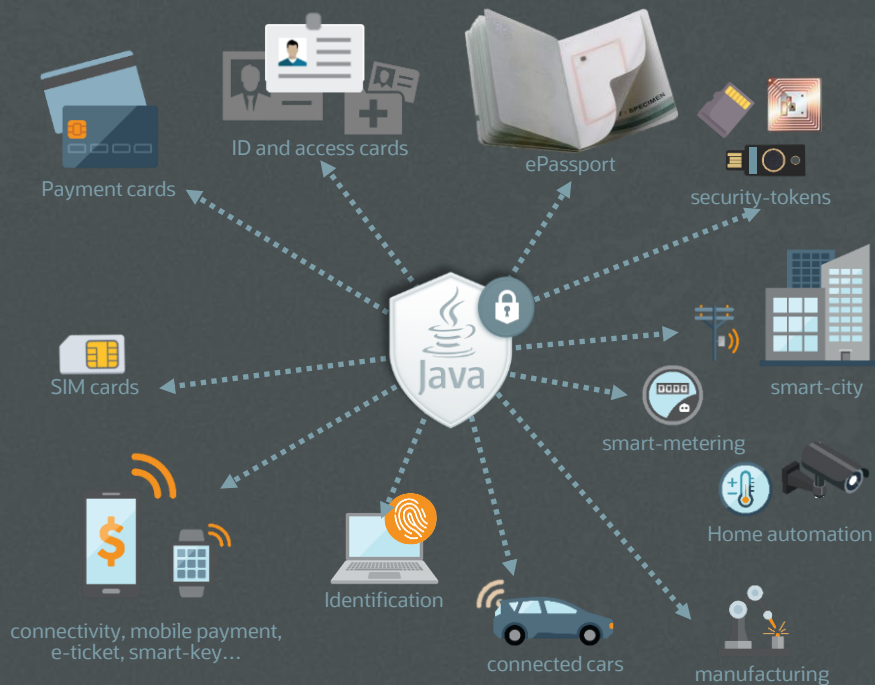 SPECIMEN
ID and access cards
ePassport
Payment cards
security-tokens
Java
SIM cards
smart-city
smart-metering
Home automation
Identification
connectivity, mobile payment,
e-ticket, smart-key...
connected cars
manufacturing
$